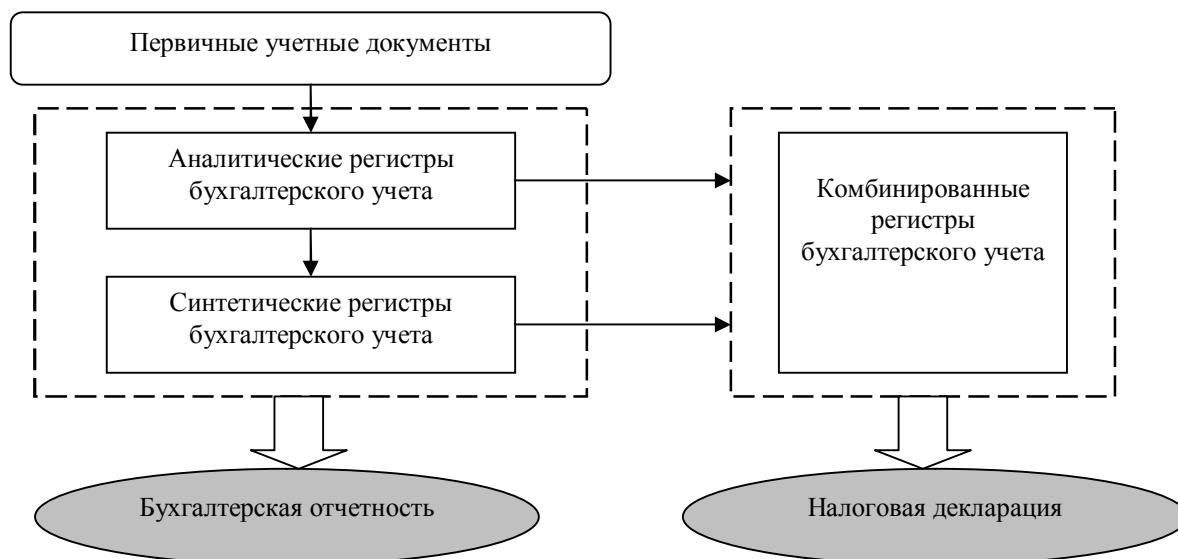 Первичные учетные документы
Аналитические регистры
бухгалтерского учета
Комбинированные
регистры
бухгалтерского учета
Синтетические регистры
бухгалтерского учета
Бухгалтерская отчетность
Налоговая декларация